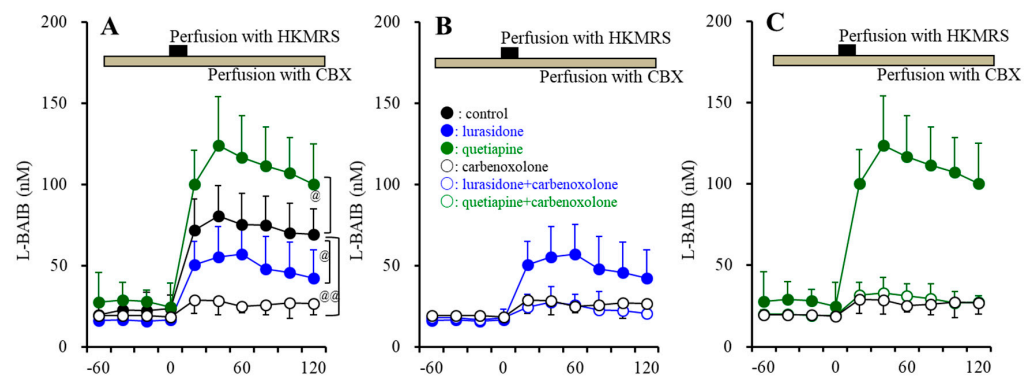 A
200
150
100
50
0
L-BAIB (nM)
Perfusion with HKMRS
Perfusion with CBX
@
@
@@
-60
0
60
120
B
200
150
100
50
0
L-BAIB (nM)
Perfusion with HKMRS
Perfusion with CBX
: control
: lurasidone
: quetiapine
: carbenoxolone
: lurasidone+carbenoxolone
: quetiapine+carbenoxolone
-60
0
60
120
C
200
150
100
50
0
L-BAIB (nM)
Perfusion with HKMRS
Perfusion with CBX
-60
0
60
120